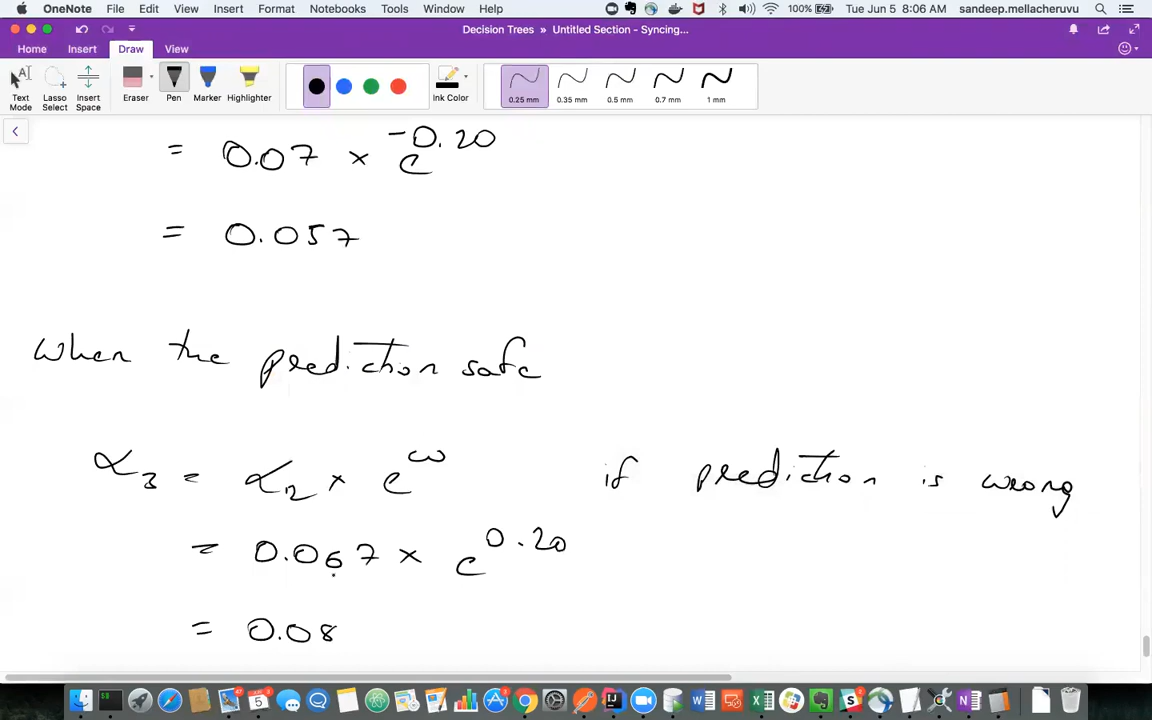 OneNote File Edit View Insert Format Notebooks Tools Window Help 100% Tue Jun 5 8:06 AM sandeep.mellacheruvu
Decision Trees » Untitled Section - Syncing...
Home Insert Draw View
Text Mode Lasso Select Insert Space Eraser Pen Marker Highlighter Ink Color 0.25 mm 0.35 mm 0.5 mm 0.7 mm 1 mm
= 0.07 × e^-0.20
= 0.057
When the prediction safe
α3 = α2 × e^ω if prediction is wrong
= 0.067 × e^0.20
= 0.08